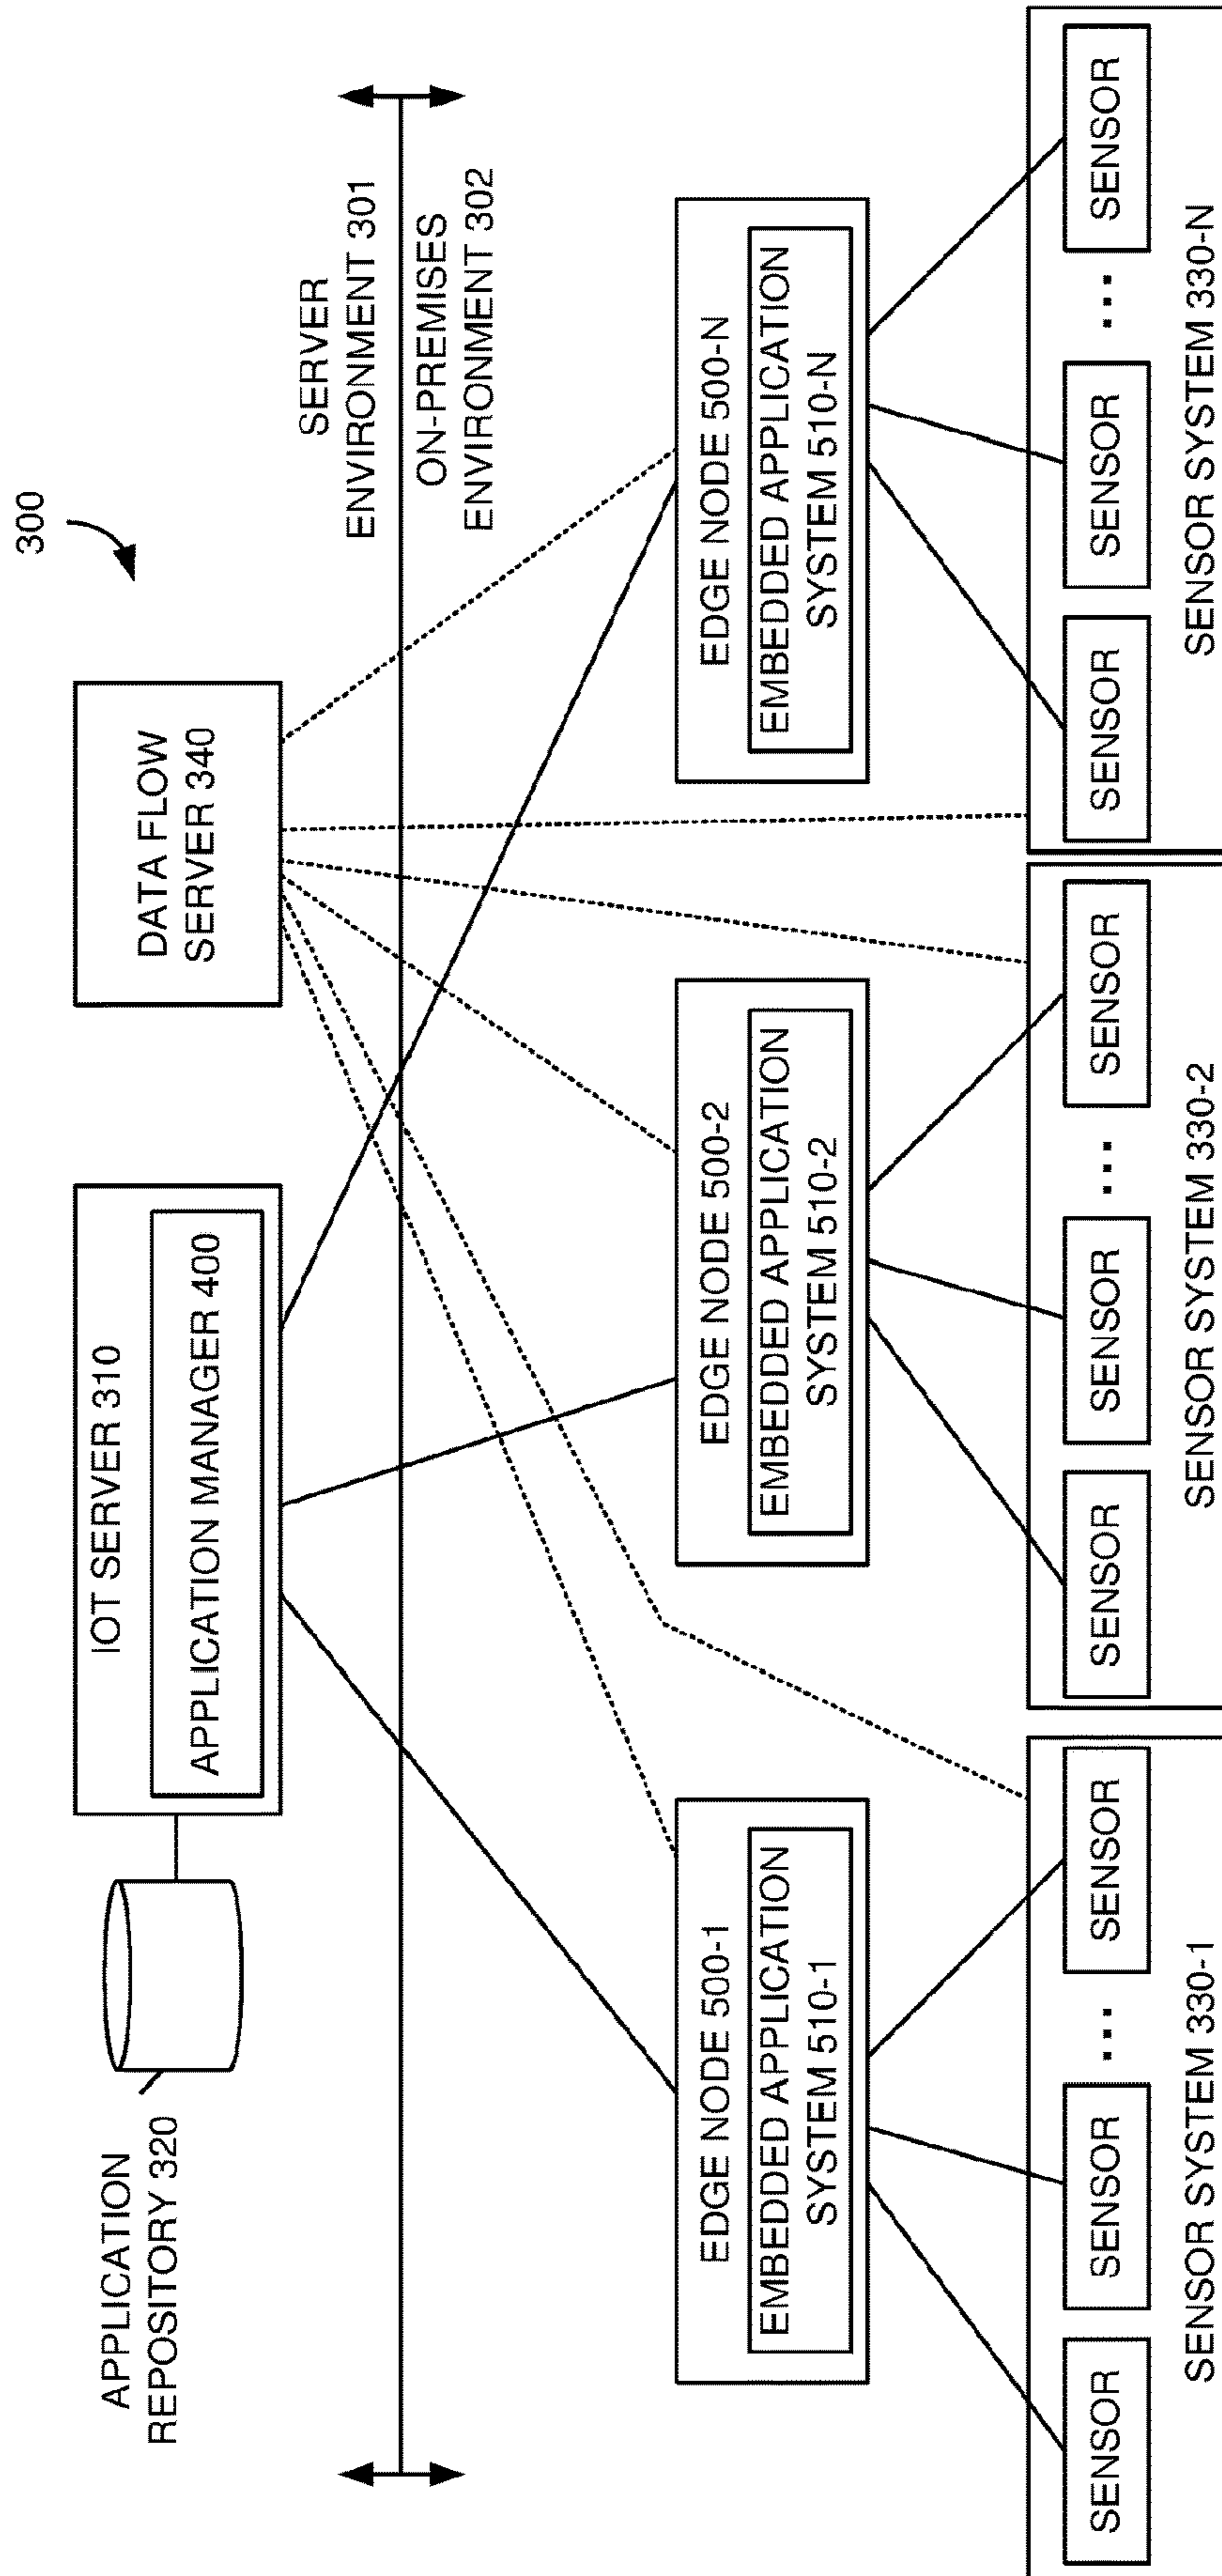 300
IOT SERVER 310
APPLICATION MANAGER 400
DATA FLOW
SERVER 340
APPLICATION
REPOSITORY 320
SERVER
ENVIRONMENT 301
ON-PREMISES
ENVIRONMENT 302
EDGE NODE 500-1
EMBEDDED APPLICATION
SYSTEM 510-1
EDGE NODE 500-2
EMBEDDED APPLICATION
SYSTEM 510-2
EDGE NODE 500-N
EMBEDDED APPLICATION
SYSTEM 510-N
SENSOR
SENSOR
...
SENSOR
SENSOR SYSTEM 330-1
SENSOR
SENSOR
...
SENSOR
SENSOR SYSTEM 330-2
SENSOR
SENSOR
...
SENSOR
SENSOR SYSTEM 330-N